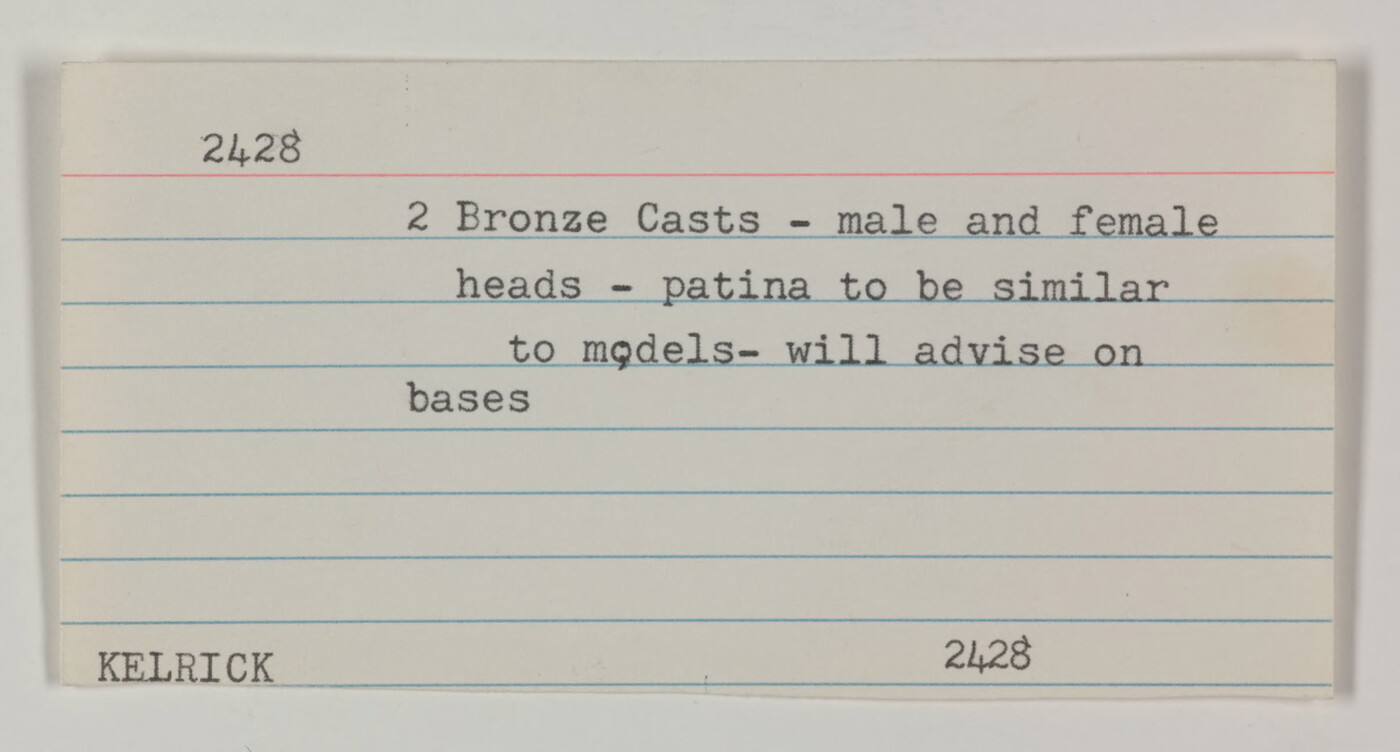 2428
2 Bronze Casts - male and female
heads - patina to be similar
to models- will advise on
bases
KELRICK 2428